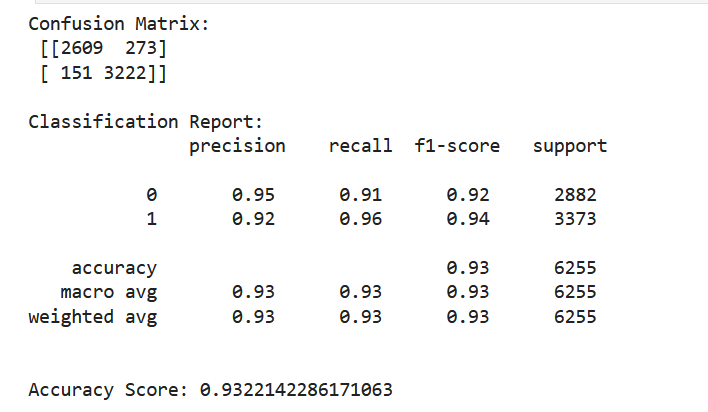 Confusion Matrix:
[[2609  273]
[ 151 3222]]
Classification Report:
precision    recall  f1-score   support
0       0.95      0.91      0.92      2882
1       0.92      0.96      0.94      3373
accuracy                           0.93      6255
macro avg       0.93      0.93      0.93      6255
weighted avg       0.93      0.93      0.93      6255
Accuracy Score: 0.9322142286171063